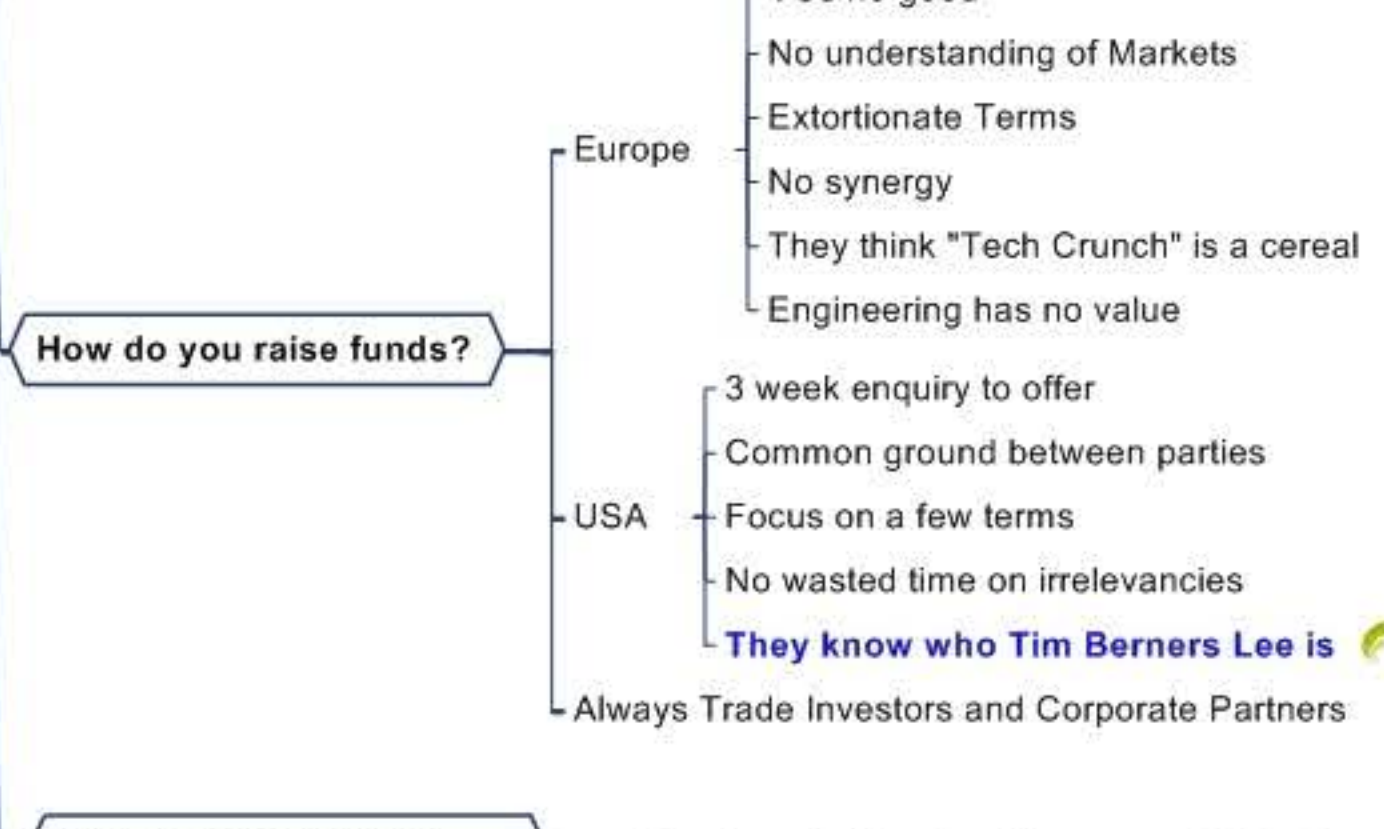 No understanding of Markets
Extortionate Terms
Europe
No synergy
They think "Tech Crunch" is a cereal
Engineering has no value
How do you raise funds?
3 week enquiry to offer
Common ground between parties
USA
Focus on a few terms
No wasted time on irrelevancies
They know who Tim Berners Lee is
Always Trade Investors and Corporate Partners